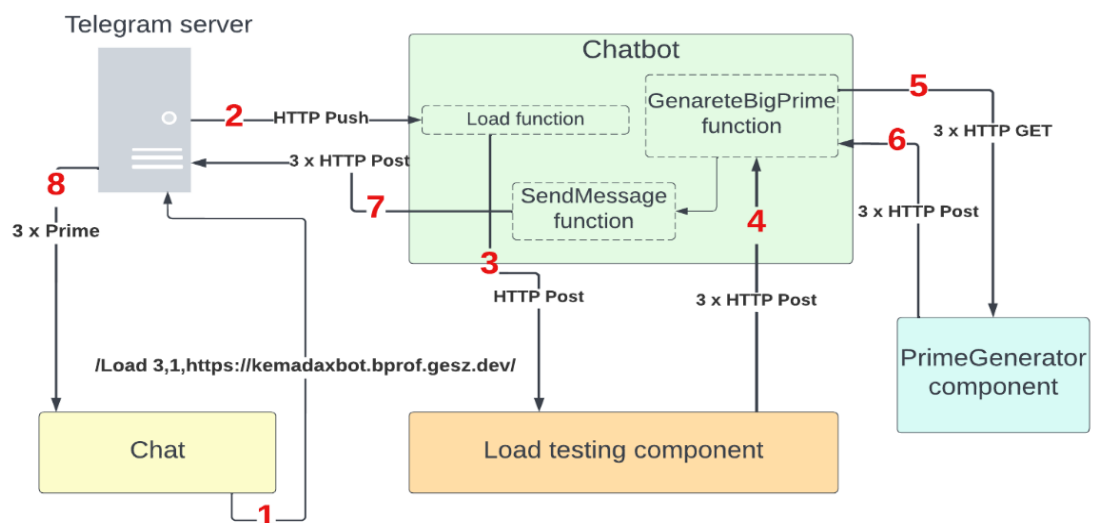 Telegram server
Chatbot
5
GenareteBigPrime
function
2
HTTP Push
Load function
3 x HTTP GET
3 x HTTP Post
6
8
SendMessage
function
7
4
3 x HTTP Post
3 x Prime
3
HTTP Post
3 x HTTP Post
/Load 3,1,https://kemadaxbot.bprof.gesz.dev/
PrimeGenerator
component
Chat
Load testing component
1